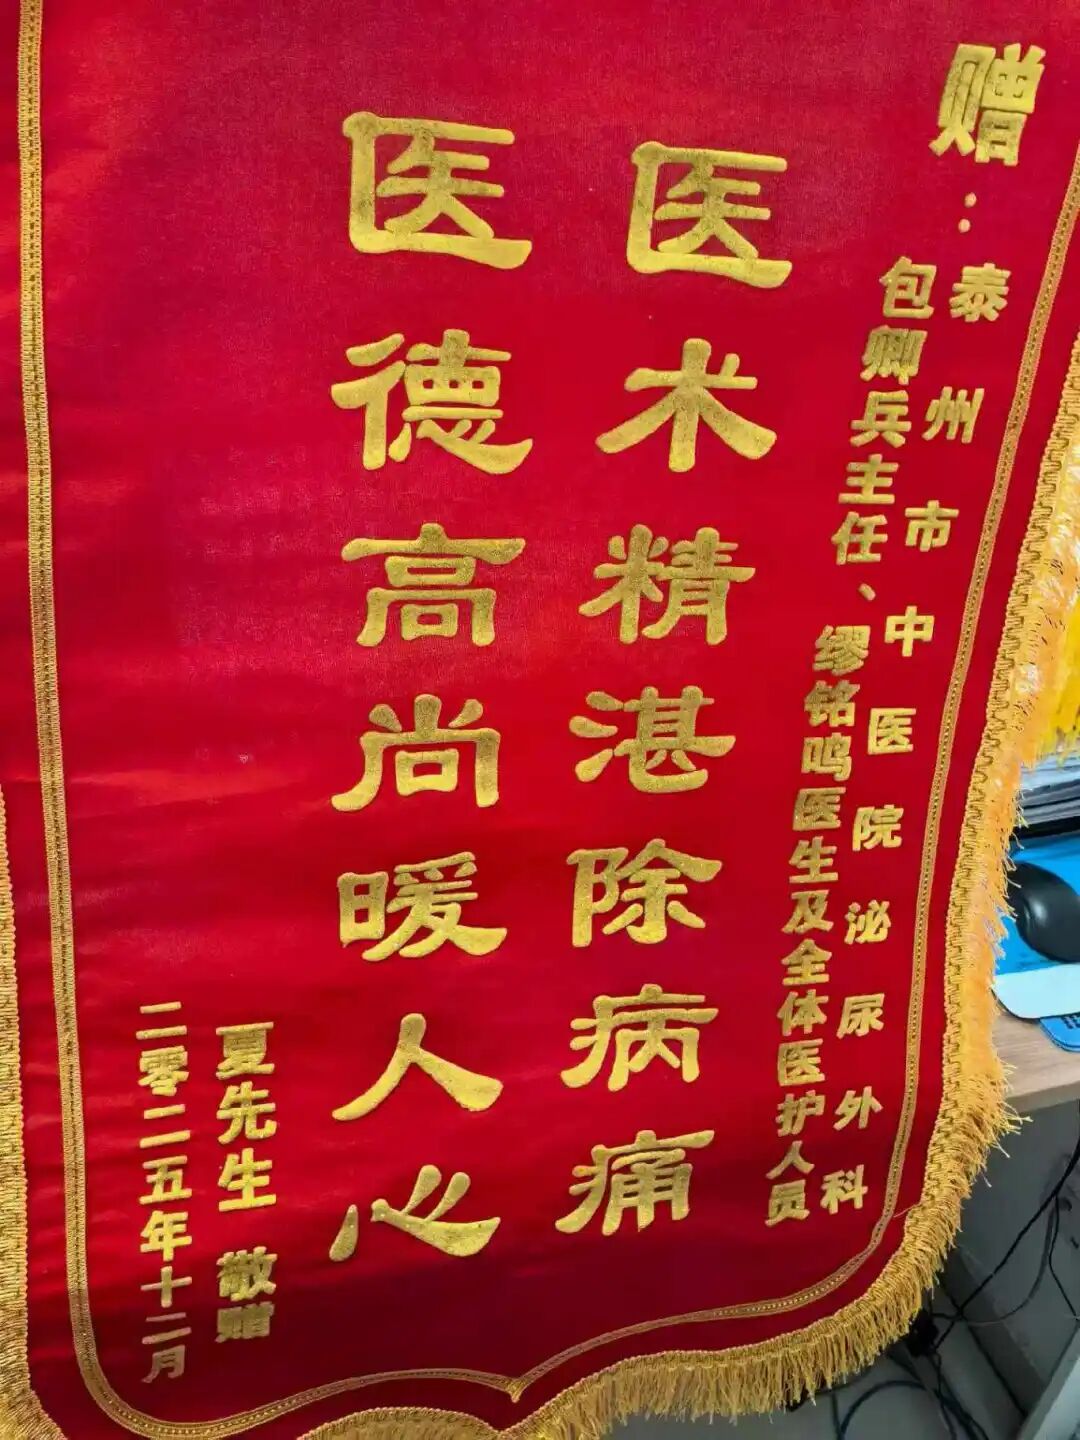 赠：
泰州市中医院泌尿外科
包卿兵主任、缪铭鸣医生及全体医护人员
医术精湛除病痛
医德高尚暖人心
夏先生 敬赠
二零二五年十二月